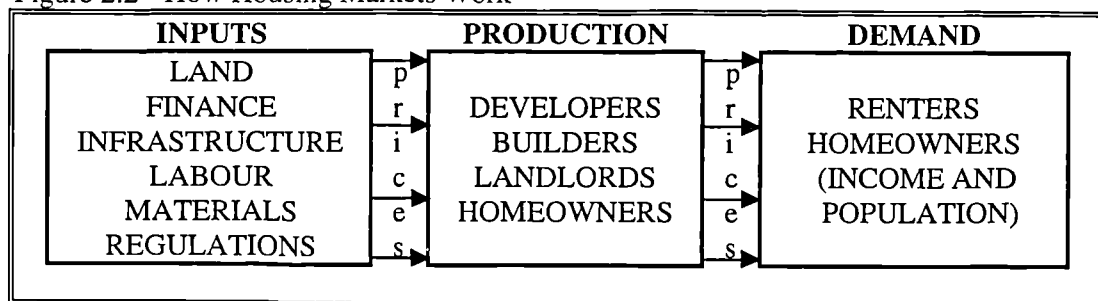 Figure 2.2 How Housing Markets Work
INPUTS
LAND
FINANCE
INFRASTRUCTURE
LABOUR
MATERIALS
REGULATIONS
p
r
i
c
e
s
PRODUCTION
DEVELOPERS
BUILDERS
LANDLORDS
HOMEOWNERS
p
r
i
c
e
s
DEMAND
RENTERS
HOMEOWNERS
(INCOME AND
POPULATION)